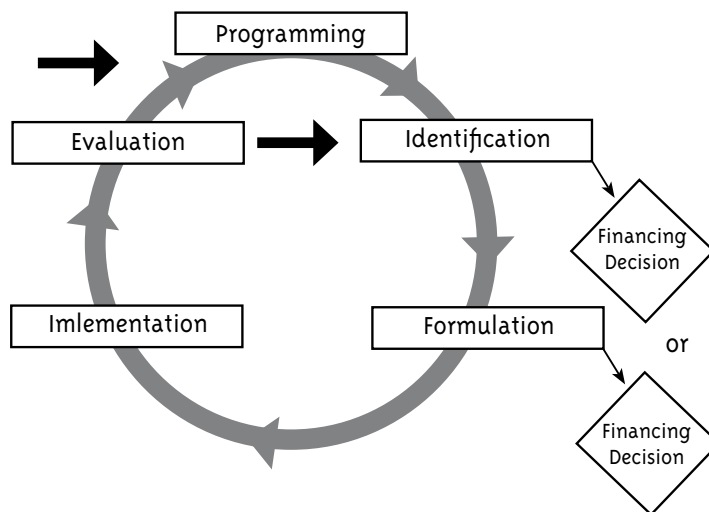 Programming
Evaluation
Identification
Financing
Decision
Imlementation
Formulation
or
Financing
Decision